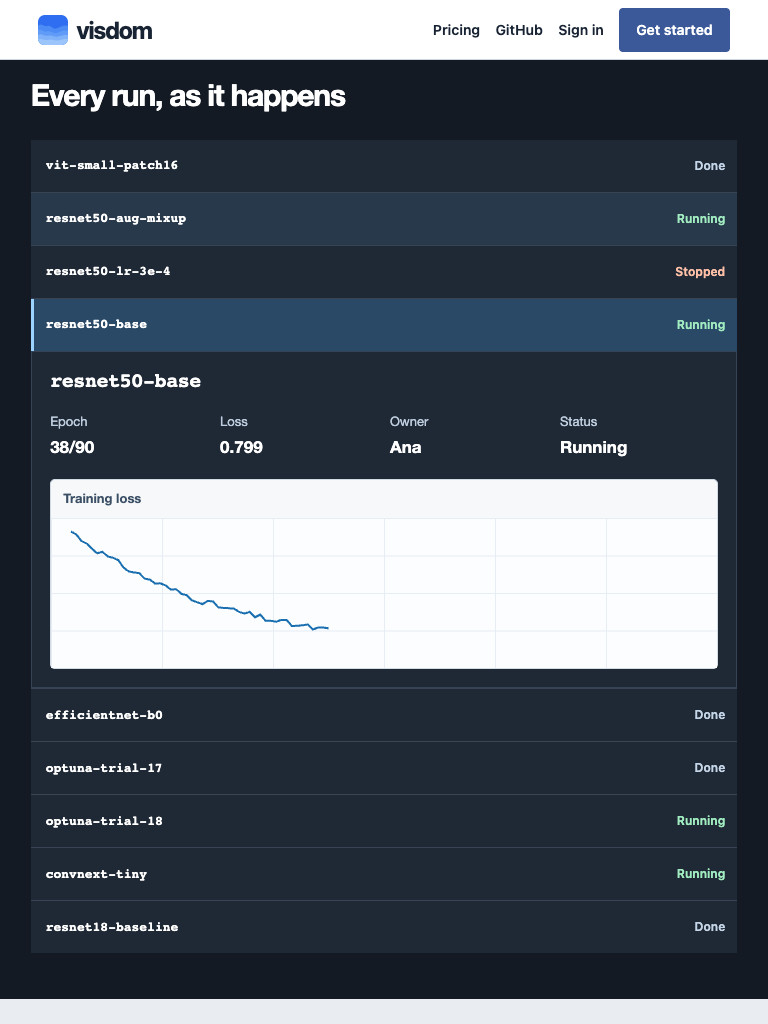 visdom
Pricing GitHub Sign in Get started
Every run, as it happens
vit-small-patch16 Done
resnet50-aug-mixup Running
resnet50-lr-3e-4 Stopped
resnet50-base Running
resnet50-base
Epoch Loss Owner Status
38/90 0.799 Ana Running
Training loss
efficientnet-b0 Done
optuna-trial-17 Done
optuna-trial-18 Running
convnext-tiny Running
resnet18-baseline Done